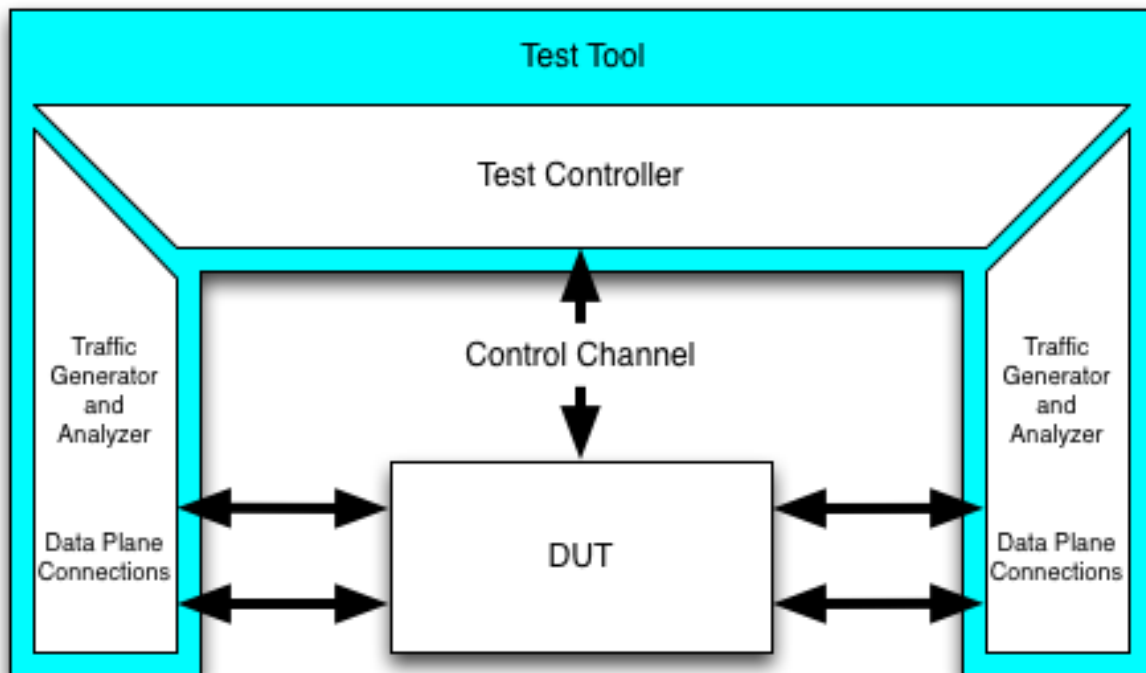 Test Tool
Test Controller
Control Channel
Traffic
Generator
and
Analyzer
Data Plane
Connections
DUT
Traffic
Generator
and
Analyzer
Data Plane
Connections